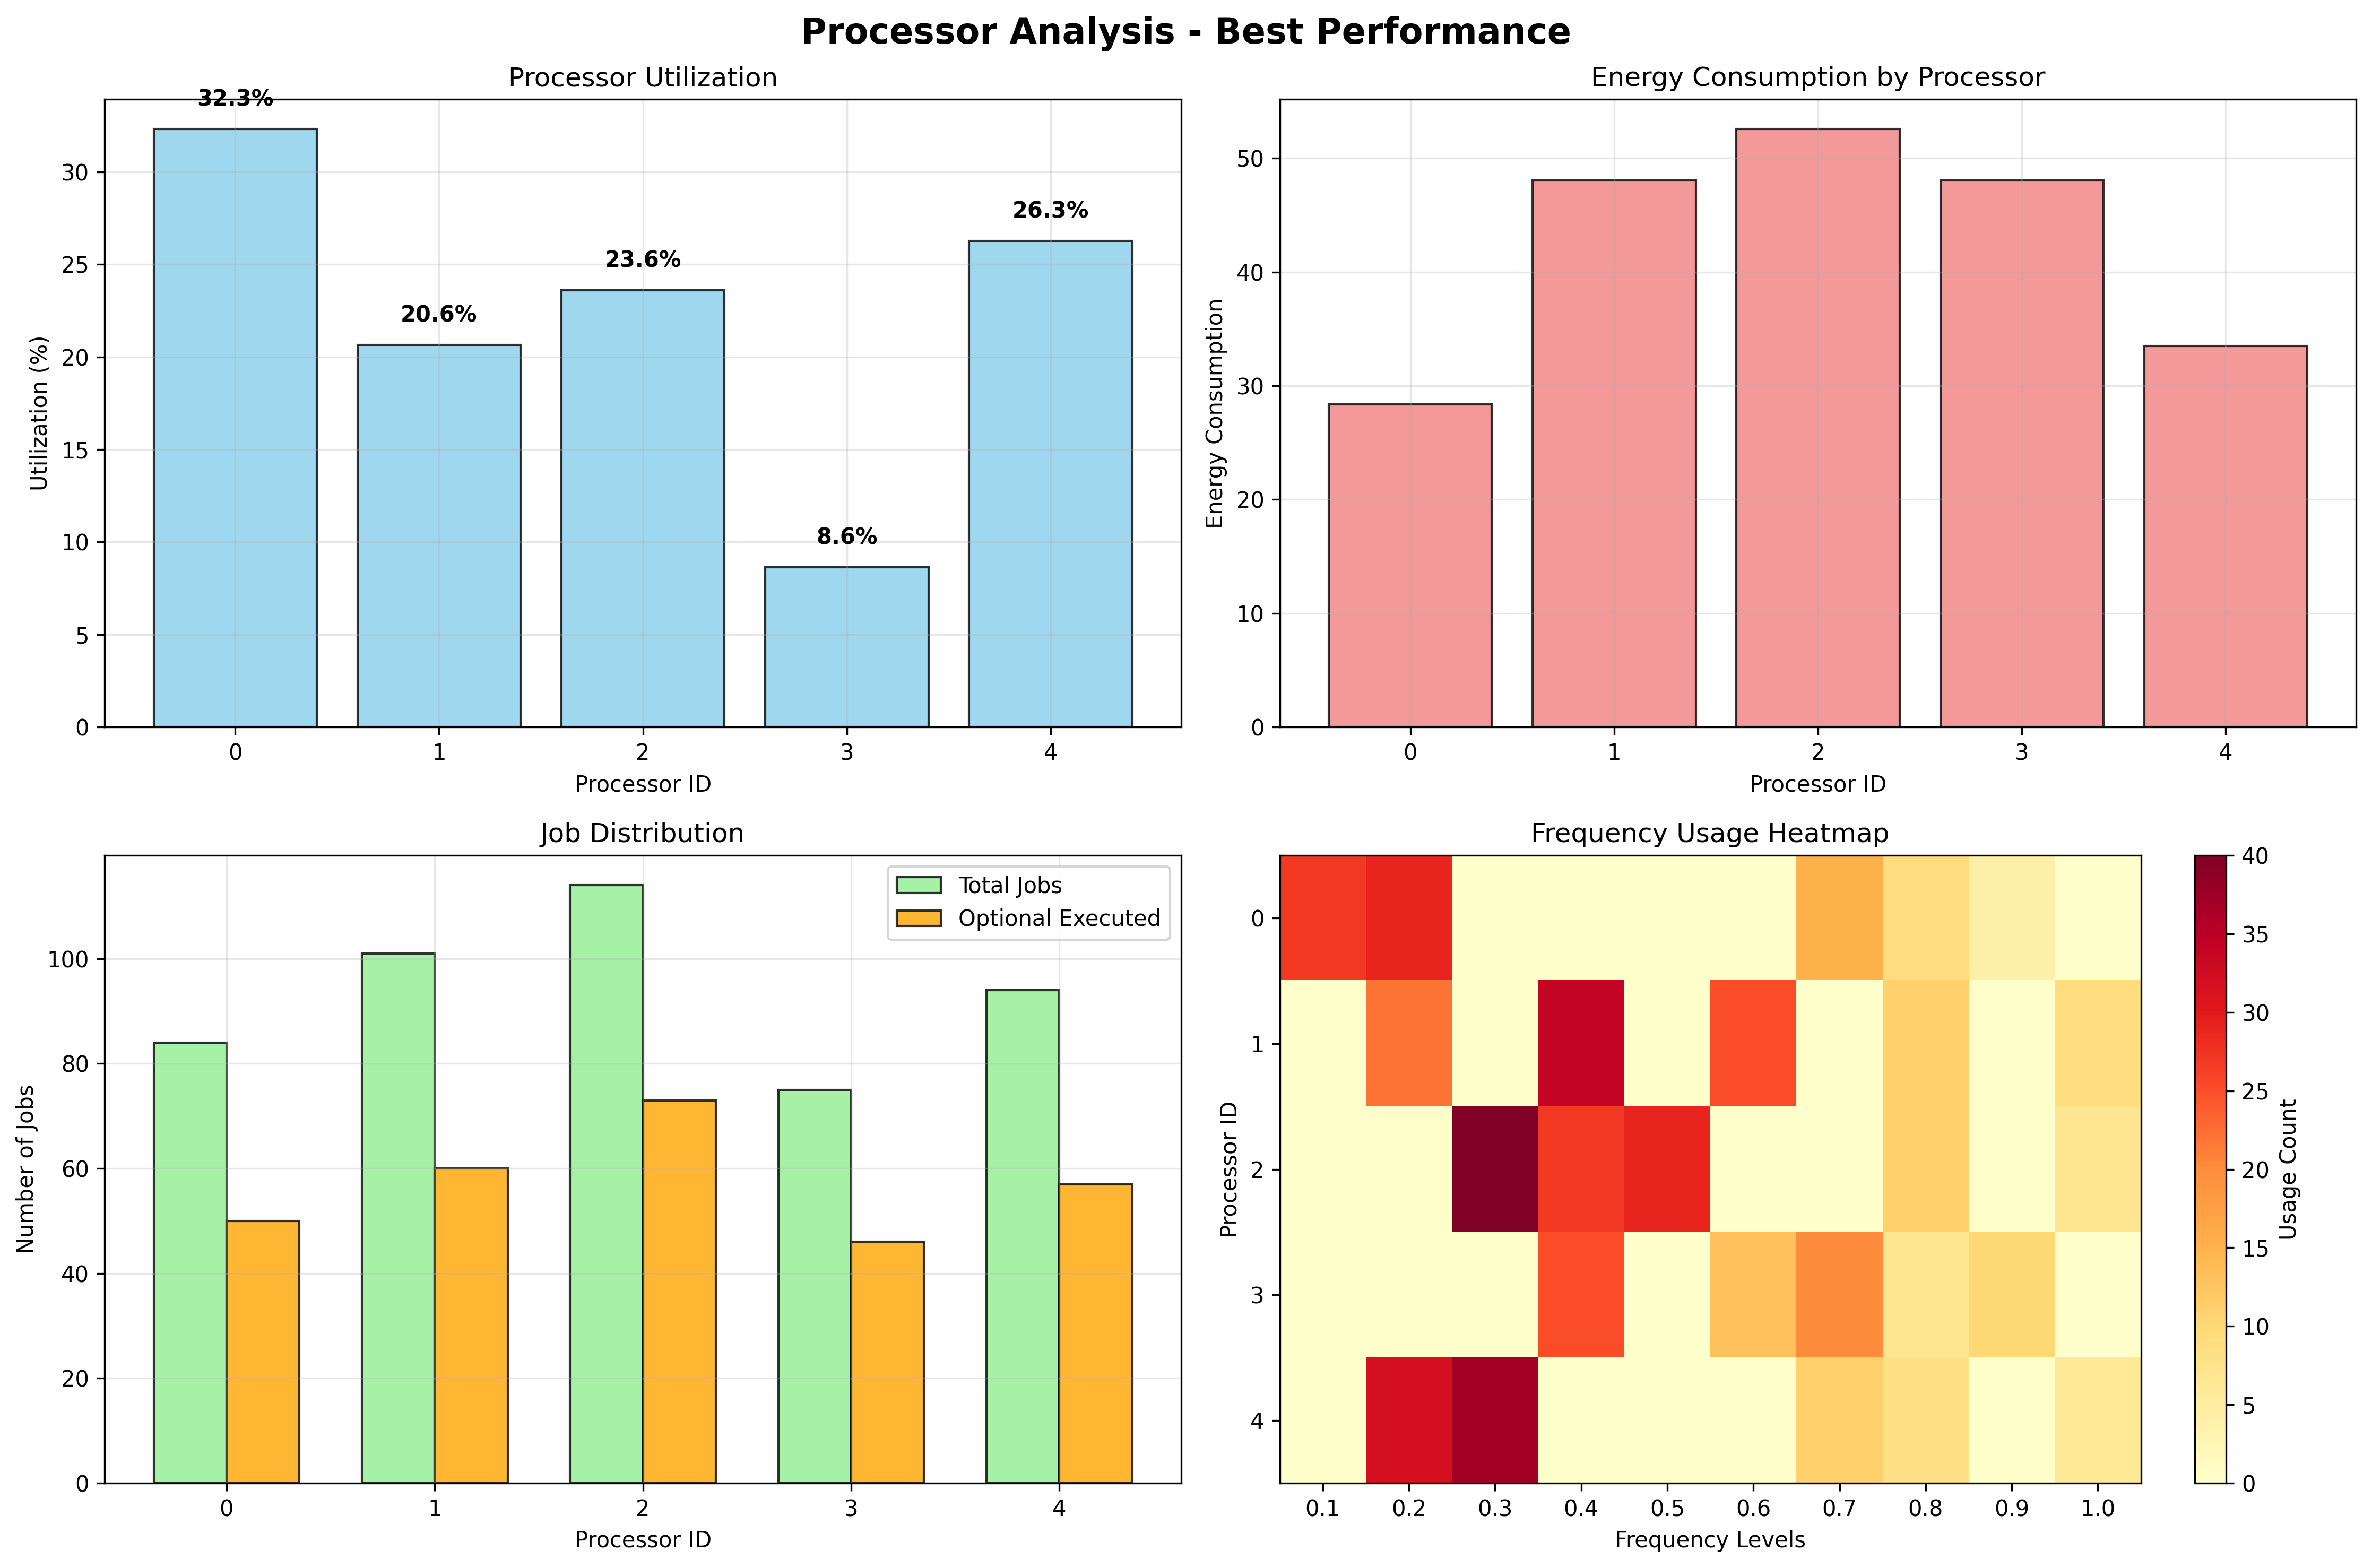 Processor Analysis - Best Performance
Processor Utilization
32.3%
20.6%
23.6%
8.6%
26.3%
Utilization (%)
30
25
20
15
10
5
0
0 1 2 3 4
Processor ID
Energy Consumption by Processor
Energy Consumption
50
40
30
20
10
0
0 1 2 3 4
Processor ID
Job Distribution
Total Jobs
Optional Executed
Number of Jobs
100
80
60
40
20
0
0 1 2 3 4
Processor ID
Frequency Usage Heatmap
Processor ID
0
1
2
3
4
0.1 0.2 0.3 0.4 0.5 0.6 0.7 0.8 0.9 1.0
Frequency Levels
40
35
30
25
20
15
10
5
0
Usage Count